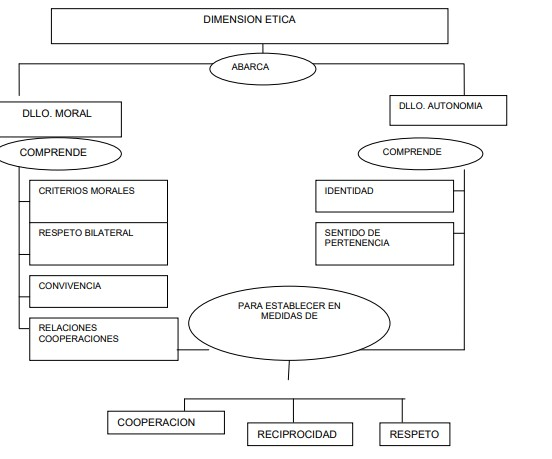 DIMENSION ETICA
ABARCA
DLLO. MORAL
DLLO. AUTONOMIA
COMPRENDE
COMPRENDE
CRITERIOS MORALES
IDENTIDAD
RESPETO BILATERAL
SENTIDO DE
PERTENENCIA
CONVIVENCIA
PARA ESTABLECER EN
MEDIDAS DE
RELACIONES
COOPERACIONES
COOPERACION
RECIPROCIDAD
RESPETO